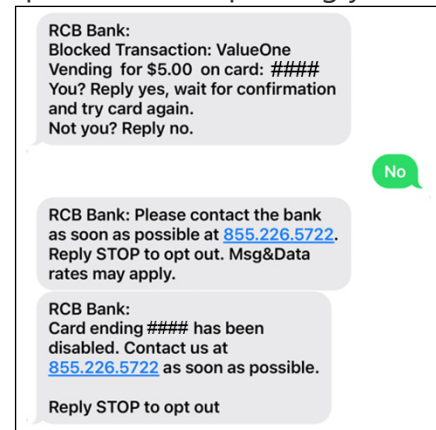 RCB Bank:
Blocked Transaction: ValueOne
Vending for $5.00 on card: ####
You? Reply yes, wait for confirmation
and try card again.
Not you? Reply no.
No
RCB Bank: Please contact the bank
as soon as possible at 855.226.5722.
Reply STOP to opt out. Msg&Data
rates may apply.
RCB Bank:
Card ending #### has been
disabled. Contact us at
855.226.5722 as soon as possible.
Reply STOP to opt out